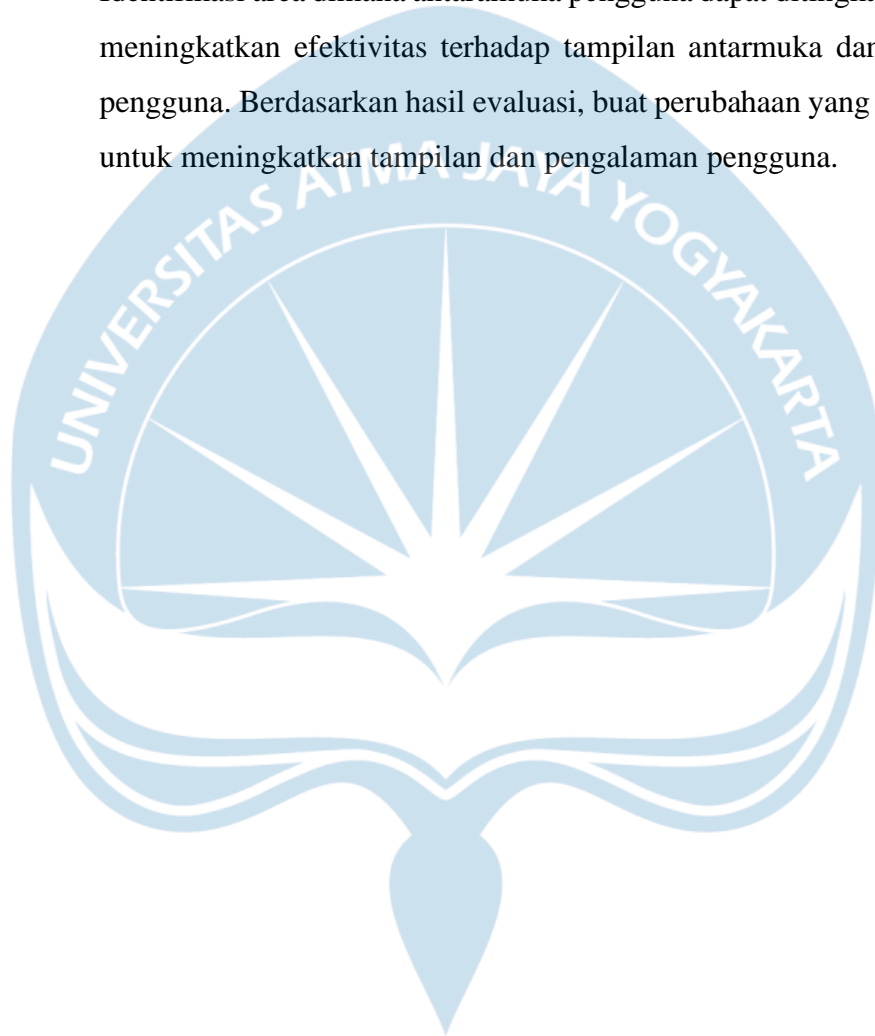 meningkatkan efektivitas terhadap tampilan antarmuka dar
pengguna. Berdasarkan hasil evaluasi, buat perubahaan yang
untuk meningkatkan tampilan dan pengalaman pengguna.
UNIVERSITAS ATMA JAYA YOGYAKARTA